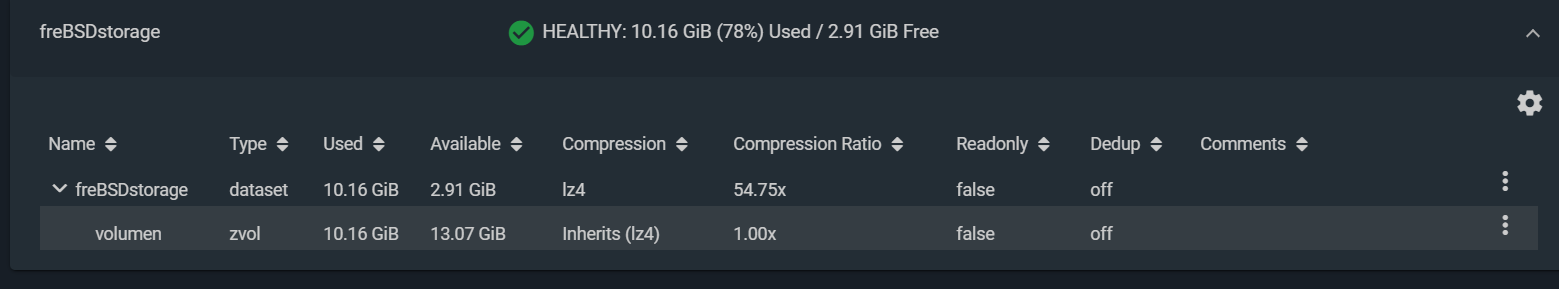 freBSDstorage HEALTHY: 10.16 GiB (78%) Used / 2.91 GiB Free
Name Type Used Available Compression Compression Ratio Readonly Dedup Comments
freBSDstorage dataset 10.16 GiB 2.91 GiB lz4 54.75x false off
volumen zvol 10.16 GiB 13.07 GiB Inherits (lz4) 1.00x false off